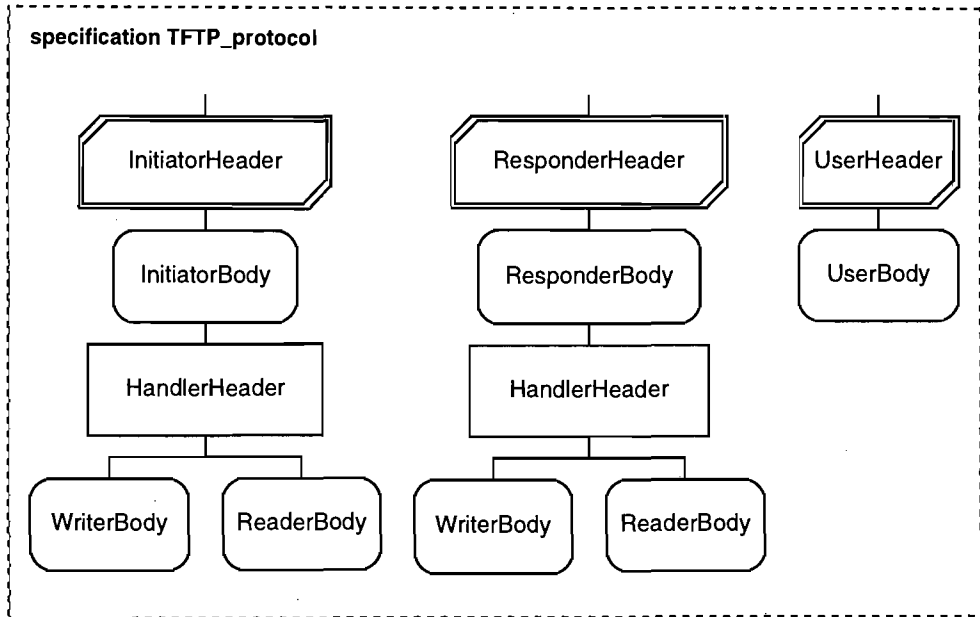 specification TFTP_protocol
InitiatorHeader
ResponderHeader
UserHeader
InitiatorBody
ResponderBody
UserBody
HandlerHeader
HandlerHeader
WriterBody
ReaderBody
WriterBody
ReaderBody